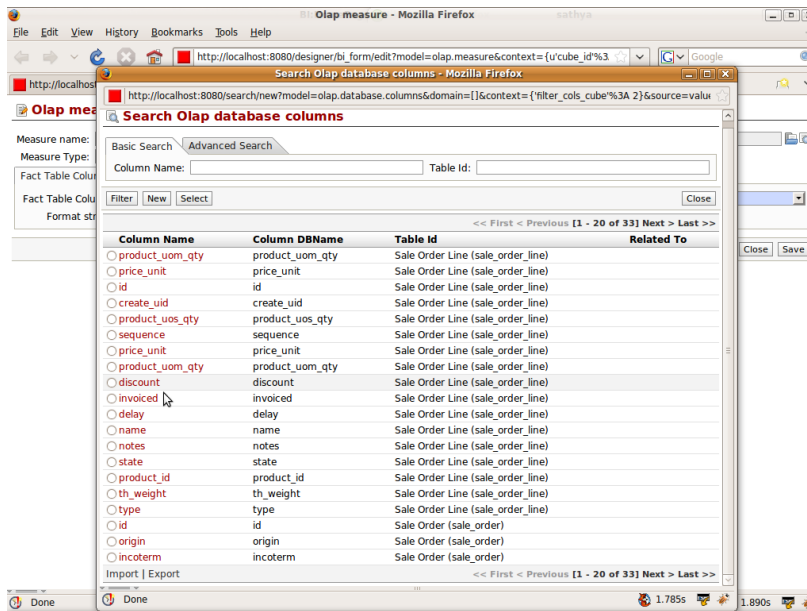 Olap measure - Mozilla Firefox
sathya
File Edit View History Bookmarks Tools Help
http://localhost:8080/designer/bi_form/edit?model=olap.measure&context={u'cube_id'%3.
Google
http://localhos
Olap mea
Measure name:
Measure Type:
Fact Table Colu
Fact Table Colu
Format str
Close Save
Search Olap database columns - Mozilla Firefox
http://localhost:8080/search/new?model=olap.database.columns&domain=[]&context={'filter_cols_cube'%3A 2}&source=value
Search Olap database columns
Basic Search Advanced Search
Column Name: Table Id:
Filter New Select Close
<< First < Previous [1 - 20 of 33] Next > Last >>
Column Name Column DBName Table Id Related To
product_uom_qty product_uom_qty Sale Order Line (sale_order_line)
price_unit price_unit Sale Order Line (sale_order_line)
id id Sale Order Line (sale_order_line)
create_uid create_uid Sale Order Line (sale_order_line)
product_uos_qty product_uos_qty Sale Order Line (sale_order_line)
sequence sequence Sale Order Line (sale_order_line)
price_unit price_unit Sale Order Line (sale_order_line)
product_uom_qty product_uom_qty Sale Order Line (sale_order_line)
discount discount Sale Order Line (sale_order_line)
invoiced invoiced Sale Order Line (sale_order_line)
delay delay Sale Order Line (sale_order_line)
name name Sale Order Line (sale_order_line)
notes notes Sale Order Line (sale_order_line)
state state Sale Order Line (sale_order_line)
product_id product_id Sale Order Line (sale_order_line)
th_weight th_weight Sale Order Line (sale_order_line)
type type Sale Order Line (sale_order_line)
id id Sale Order (sale_order)
origin origin Sale Order (sale_order)
incoterm incoterm Sale Order (sale_order)
Import | Export << First < Previous [1 - 20 of 33] Next > Last >>
Done 1.785s
Done 1.890s